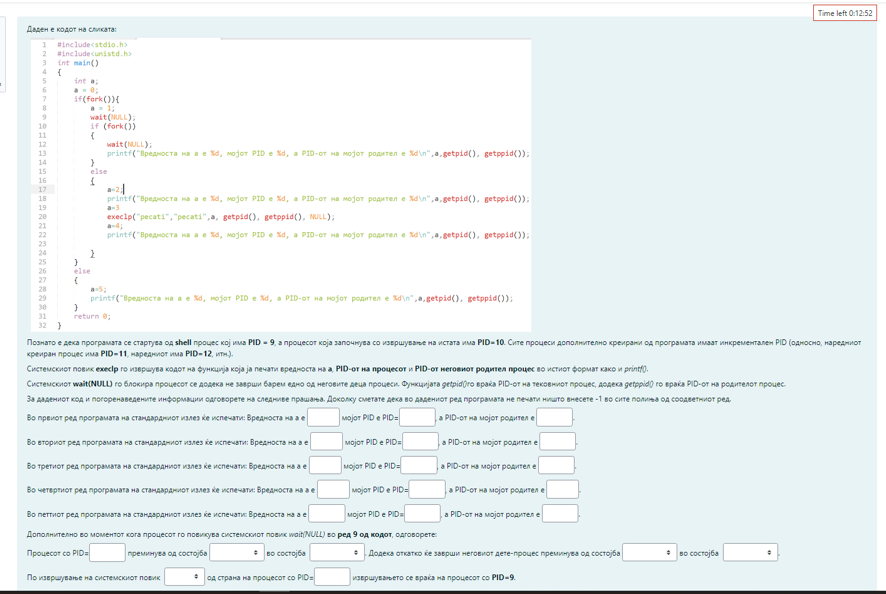 Time left 0:12:52
Даден е кодот на сликата:
1 #include<stdio.h>
2 #include<unistd.h>
3 int main()
4 {
5 int a;
6 a = 0;
7 if(fork()){
8 a = 1;
9 wait(NULL);
10 if (fork())
11 {
12 wait(NULL);
13 printf("Вредноста на a е %d, мојот PID е %d, а PID-от на мојот родител е %d\n",a,getpid(), getppid());
14 }
15 else
16 {
17 a=2;
18 printf("Вредноста на a е %d, мојот PID е %d, а PID-от на мојот родител е %d\n",a,getpid(), getppid());
19 a=3
20 execlp("pecati","pecati",a, getpid(), getppid(), NULL);
21 a=4;
22 printf("Вредноста на a е %d, мојот PID е %d, а PID-от на мојот родител е %d\n",a,getpid(), getppid());
23
24 }
25 }
26 else
27 {
28 a=5;
29 printf("Вредноста на a е %d, мојот PID е %d, а PID-от на мојот родител е %d\n",a,getpid(), getppid());
30 }
31 return 0;
32 }
Познато е дека програмата се стартува од shell процес кој има PID = 9, а процесот која започнува со извршување на истата има PID=10. Сите процеси дополнително креирани од програмата имаат инкрементален PID (односно, наредниот
креиран процес има PID=11, наредниот има PID=12, итн.).
Системскиот повик execlp го извршува кодот на функција која ја печати вредноста на a, PID-от на процесот и PID-от неговиот родител процес во истиот формат како и printf().
Системскиот wait(NULL) го блокира процесот се додека не заврши барем едно од неговите деца процеси. Функцијата getpid()го враќа PID-от на тековниот процес, додека getppid() го враќа PID-от на родителот процес.
За дадениот код и погоренаведените информации одговорете на следниве прашања. Доколку сметате дека во дадениот ред програмата не печати ништо внесете -1 во сите полиња од соодветниот ред.
Во првиот ред програмата на стандардниот излез ќе испечати: Вредноста на a е мојот PID е PID= , а PID-от на мојот родител е .
Во вториот ред програмата на стандардниот излез ќе испечати: Вредноста на a е мојот PID е PID= , а PID-от на мојот родител е .
Во третиот ред програмата на стандардниот излез ќе испечати: Вредноста на a е мојот PID е PID= , а PID-от на мојот родител е .
Во четвртиот ред програмата на стандардниот излез ќе испечати: Вредноста на a е мојот PID е PID= , а PID-от на мојот родител е .
Во петтиот ред програмата на стандардниот излез ќе испечати: Вредноста на a е мојот PID е PID= , а PID-от на мојот родител е .
Дополнително во моментот кога процесот го повикува системскиот повик wait(NULL) во ред 9 од кодот, одговорете:
Процесот со PID= преминува од состојба во состојба . Додека откатко ќе заврши неговиот дете-процес преминува од состојба во состојба .
По извршување на системскиот повик од страна на процесот со PID= извршувањето се враќа на процесот со PID=9.